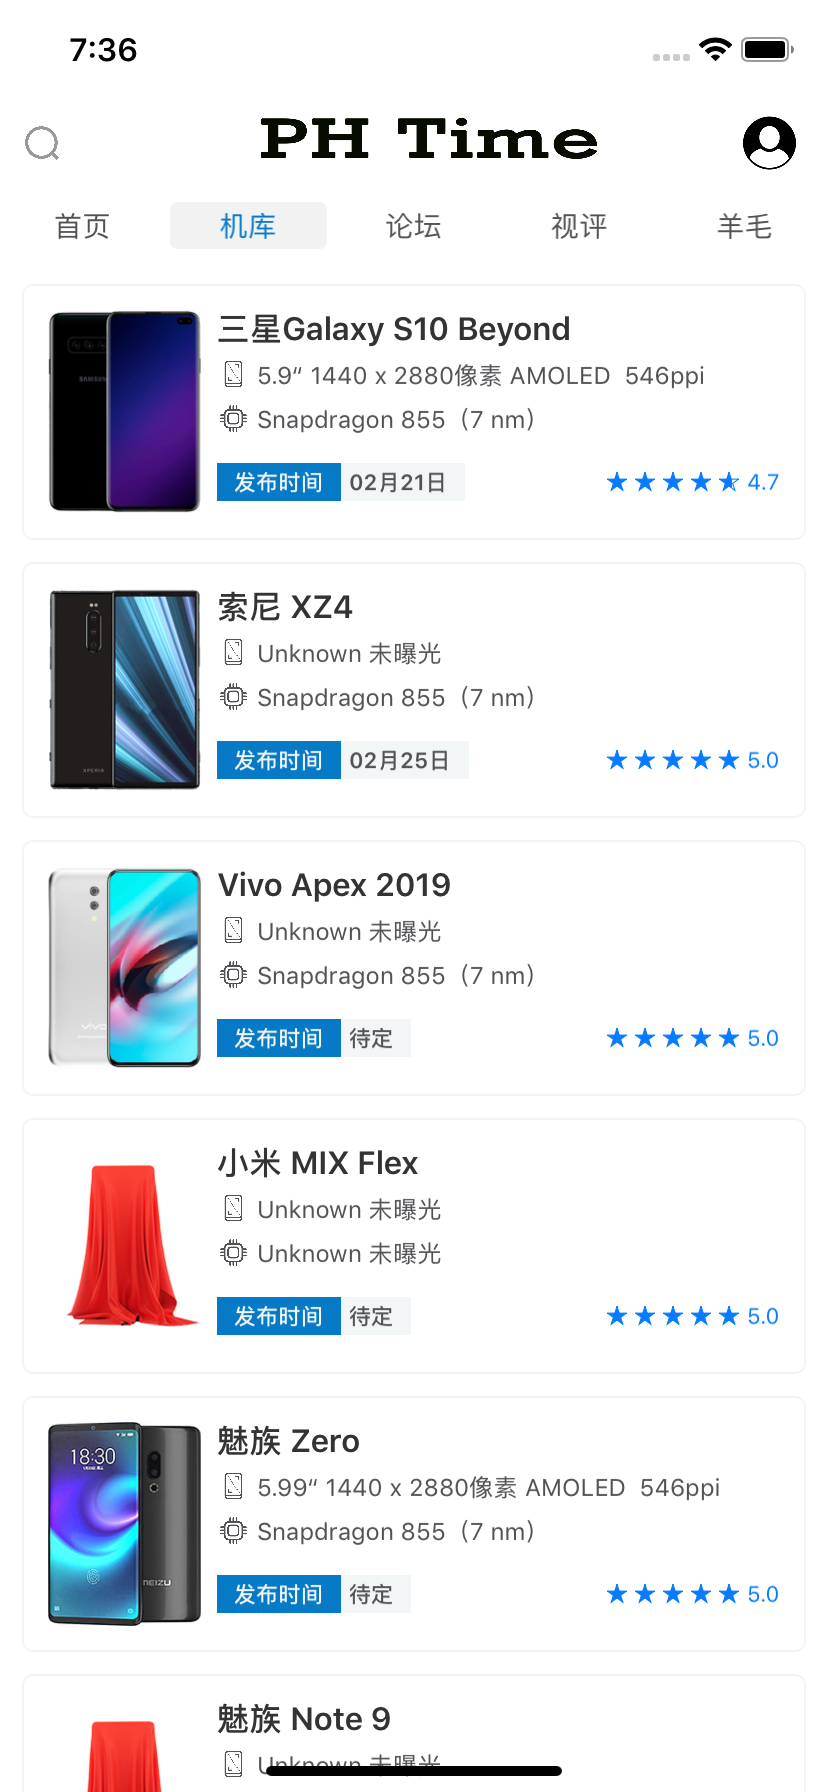 7:36
PH Time
首页 机库 论坛 视评 羊毛
三星Galaxy S10 Beyond
5.9“ 1440 x 2880像素 AMOLED 546ppi
Snapdragon 855（7 nm）
发布时间 02月21日 4.7
SAMSUN
索尼 XZ4
Unknown 未曝光
Snapdragon 855（7 nm）
发布时间 02月25日 5.0
XPERIA
Vivo Apex 2019
Unknown 未曝光
Snapdragon 855（7 nm）
发布时间 待定 5.0
vivo
小米 MIX Flex
Unknown 未曝光
Unknown 未曝光
发布时间 待定 5.0
魅族 Zero
18:30
5.99“ 1440 x 2880像素 AMOLED 546ppi
Snapdragon 855（7 nm）
MEIZU
发布时间 待定 5.0
魅族 Note 9
Unknown 未曝光